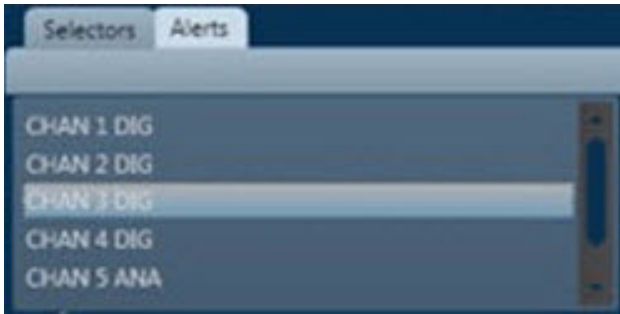 Selectors Alerts
CHAN 1 DIG
CHAN 2 DIG
CHAN 3 DIG
CHAN 4 DIG
CHAN 5 ANA